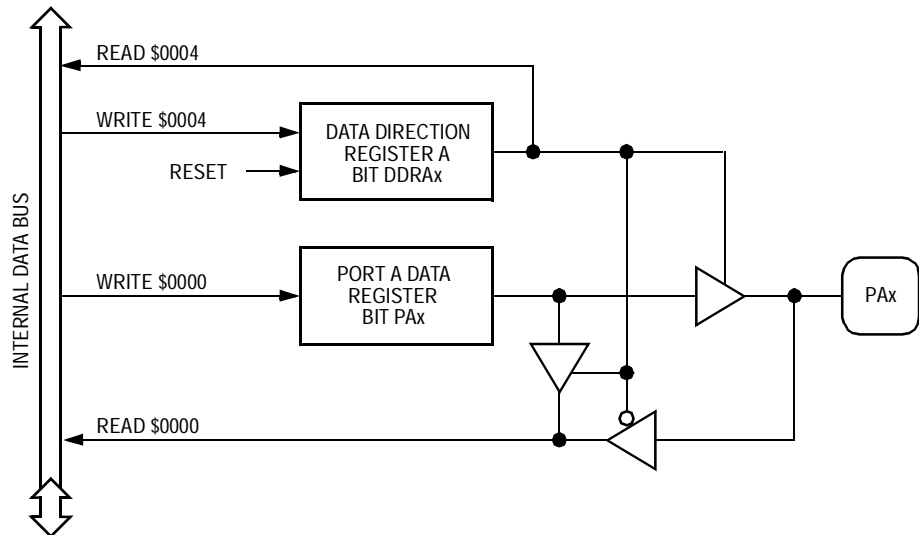 READ $0004
WRITE $0004
DATA DIRECTION
REGISTER A
BIT DDRAx
RESET
INTERNAL DATA BUS
WRITE $0000
PORT A DATA
REGISTER
BIT PAx
PAx
READ $0000